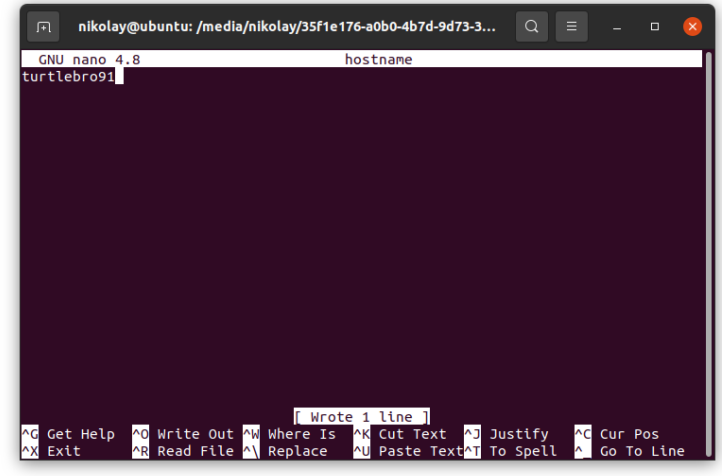 nikolay@ubuntu: /media/nikolay/35f1e176-a0b0-4b7d-9d73-3...
GNU nano 4.8 hostname
turtlebro91
[ Wrote 1 line ]
^G Get Help ^O Write Out ^W Where Is ^K Cut Text ^J Justify ^C Cur Pos
^X Exit ^R Read File ^\ Replace ^U Paste Text ^T To Spell ^_ Go To Line